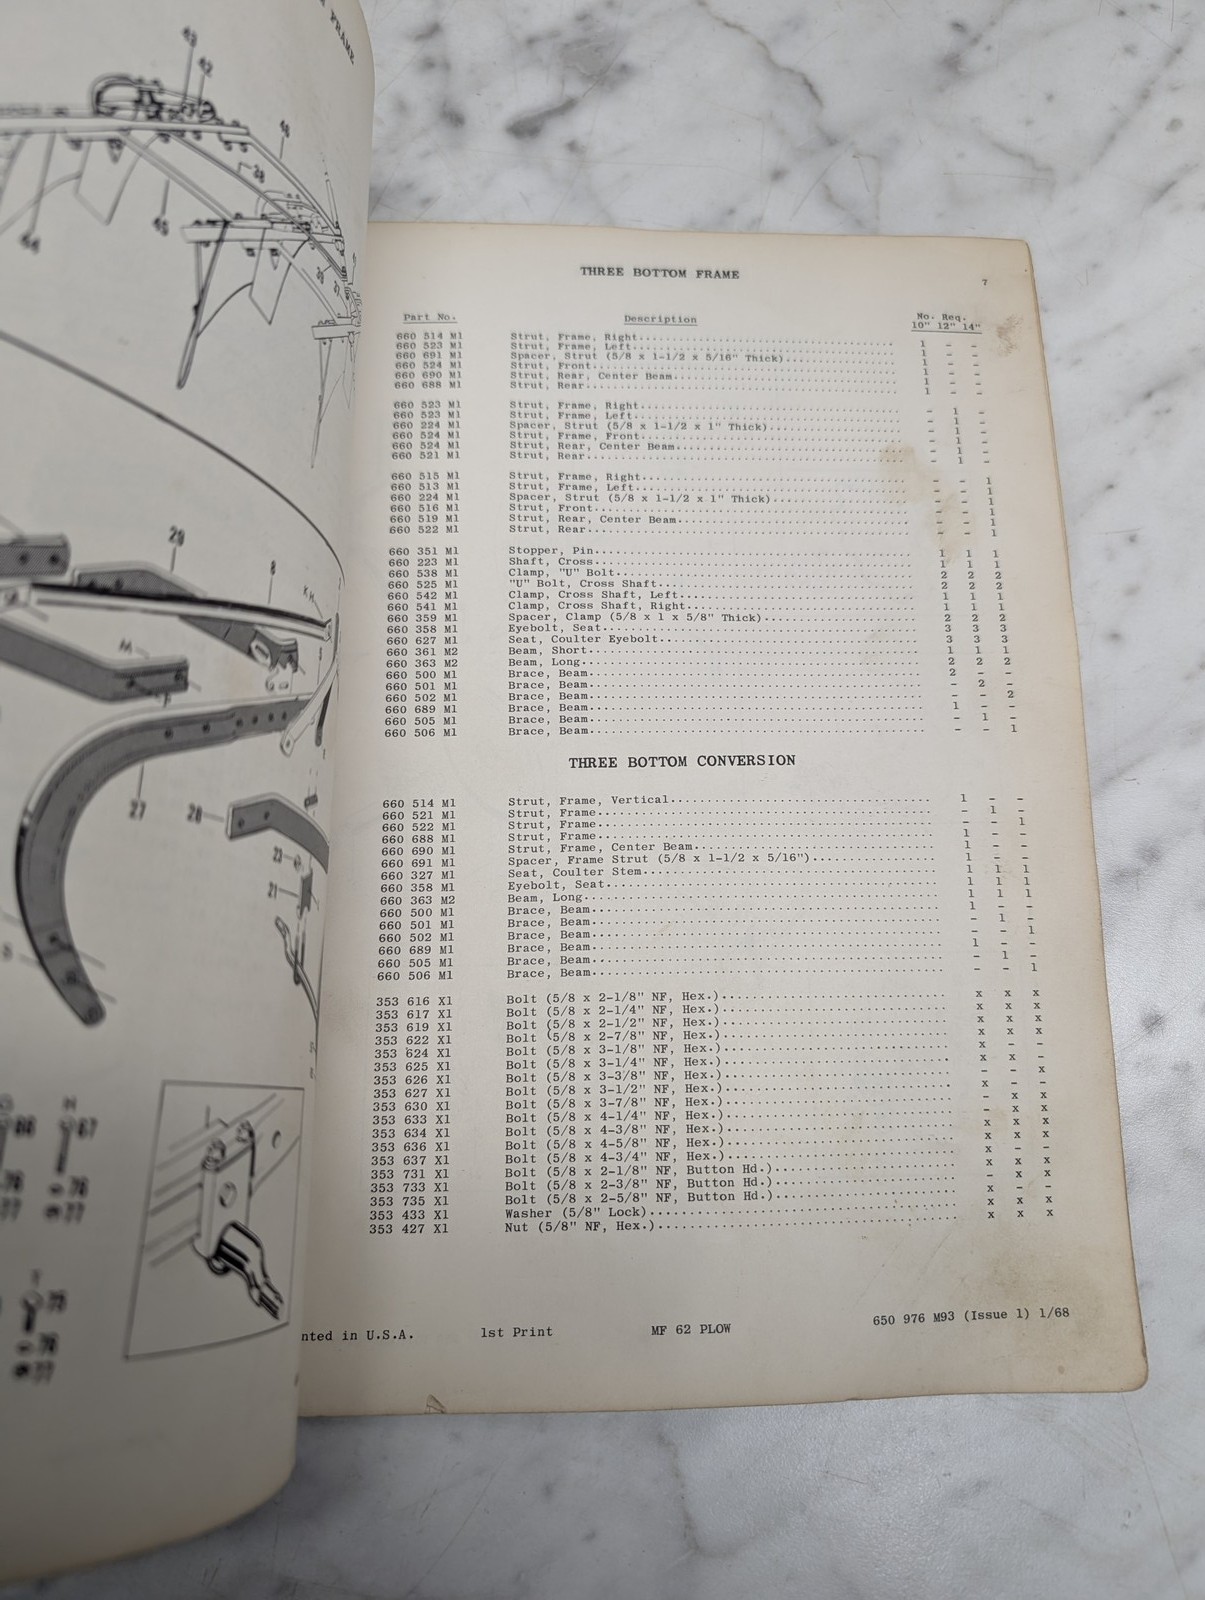 FRAME
43
42
46
28
45
44
29
8
M
27
28
23
21
H
66
67
35
THREE BOTTOM FRAME
7
Part No. Description No. Req.
10" 12" 14"
660 514 M1 Strut, Frame, Right 1 - -
660 523 M1 Strut, Frame, Left 1 - -
660 691 M1 Spacer, Strut (5/8 x 1-1/2 x 5/16" Thick) 1 - -
660 524 M1 Strut, Front 1 - -
660 690 M1 Strut, Rear, Center Beam 1 - -
660 688 M1 Strut, Rear 1 - -
660 523 M1 Strut, Frame, Right - 1 -
660 523 M1 Strut, Frame, Left - 1 -
660 224 M1 Spacer, Strut (5/8 x 1-1/2 x 1" Thick) - 1 -
660 524 M1 Strut, Frame, Front - 1 -
660 524 M1 Strut, Rear, Center Beam - 1 -
660 521 M1 Strut, Rear - 1 -
660 515 M1 Strut, Frame, Right - - 1
660 513 M1 Strut, Frame, Left - - 1
660 224 M1 Spacer, Strut (5/8 x 1-1/2 x 1" Thick) - - 1
660 516 M1 Strut, Front - - 1
660 519 M1 Strut, Rear, Center Beam - - 1
660 522 M1 Strut, Rear - - 1
660 351 M1 Stopper, Pin 1 1 1
660 223 M1 Shaft, Cross 1 1 1
660 538 M1 Clamp, "U" Bolt 2 2 2
660 525 M1 "U" Bolt, Cross Shaft 2 2 2
660 542 M1 Clamp, Cross Shaft, Left 1 1 1
660 541 M1 Clamp, Cross Shaft, Right 1 1 1
660 359 M1 Spacer, Clamp (5/8 x 1 x 5/8" Thick) 2 2 2
660 358 M1 Eyebolt, Seat 3 3 3
660 627 M1 Seat, Coulter Eyebolt 3 3 3
660 361 M2 Beam, Short 1 1 1
660 363 M2 Beam, Long 2 2 2
660 500 M1 Brace, Beam 2 - -
660 501 M1 Brace, Beam - 2 -
660 502 M1 Brace, Beam - - 2
660 689 M1 Brace, Beam 1 - -
660 505 M1 Brace, Beam - 1 -
660 506 M1 Brace, Beam - - 1
THREE BOTTOM CONVERSION
660 514 M1 Strut, Frame, Vertical 1 - -
660 521 M1 Strut, Frame - 1 -
660 522 M1 Strut, Frame - - 1
660 688 M1 Strut, Frame 1 - -
660 690 M1 Strut, Frame, Center Beam 1 - -
660 691 M1 Spacer, Frame Strut (5/8 x 1-1/2 x 5/16") 1 - -
660 327 M1 Seat, Coulter Stem 1 1 1
660 358 M1 Eyebolt, Seat 1 1 1
660 363 M2 Beam, Long 1 1 1
660 500 M1 Brace, Beam 1 - -
660 501 M1 Brace, Beam - 1 -
660 502 M1 Brace, Beam - - 1
660 689 M1 Brace, Beam 1 - -
660 505 M1 Brace, Beam - 1 -
660 506 M1 Brace, Beam - - 1
353 616 X1 Bolt (5/8 x 2-1/8" NF, Hex.) x x x
353 617 X1 Bolt (5/8 x 2-1/4" NF, Hex.) x x x
353 619 X1 Bolt (5/8 x 2-1/2" NF, Hex.) x x x
353 622 X1 Bolt (5/8 x 2-7/8" NF, Hex.) x x x
353 624 X1 Bolt (5/8 x 3-1/8" NF, Hex.) x - -
353 625 X1 Bolt (5/8 x 3-1/4" NF, Hex.) x x -
353 626 X1 Bolt (5/8 x 3-3/8" NF, Hex.) - - x
353 627 X1 Bolt (5/8 x 3-1/2" NF, Hex.) x - -
353 630 X1 Bolt (5/8 x 3-7/8" NF, Hex.) - x x
353 633 X1 Bolt (5/8 x 4-1/4" NF, Hex.) - x x
353 634 X1 Bolt (5/8 x 4-3/8" NF, Hex.) x x x
353 636 X1 Bolt (5/8 x 4-5/8" NF, Hex.) x x x
353 637 X1 Bolt (5/8 x 4-3/4" NF, Hex.) x - -
353 731 X1 Bolt (5/8 x 2-1/8" NF, Button Hd.) x x x
353 733 X1 Bolt (5/8 x 2-3/8" NF, Button Hd.) - x x
353 735 X1 Bolt (5/8 x 2-5/8" NF, Button Hd.) x - -
353 433 X1 Washer (5/8" Lock) x x x
353 427 X1 Nut (5/8" NF, Hex.) x x x
nted in U.S.A. 1st Print MF 62 PLOW 650 976 M93 (Issue 1) 1/68